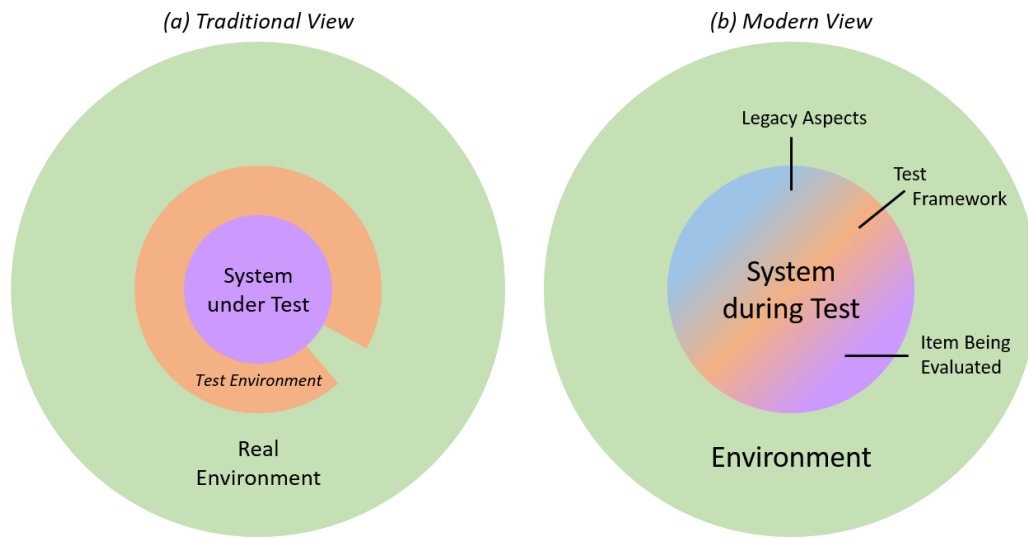 (a) Traditional View
System
under Test
Test Environment
Real
Environment
(b) Modern View
Legacy Aspects
Test
Framework
System
during Test
Item Being
Evaluated
Environment